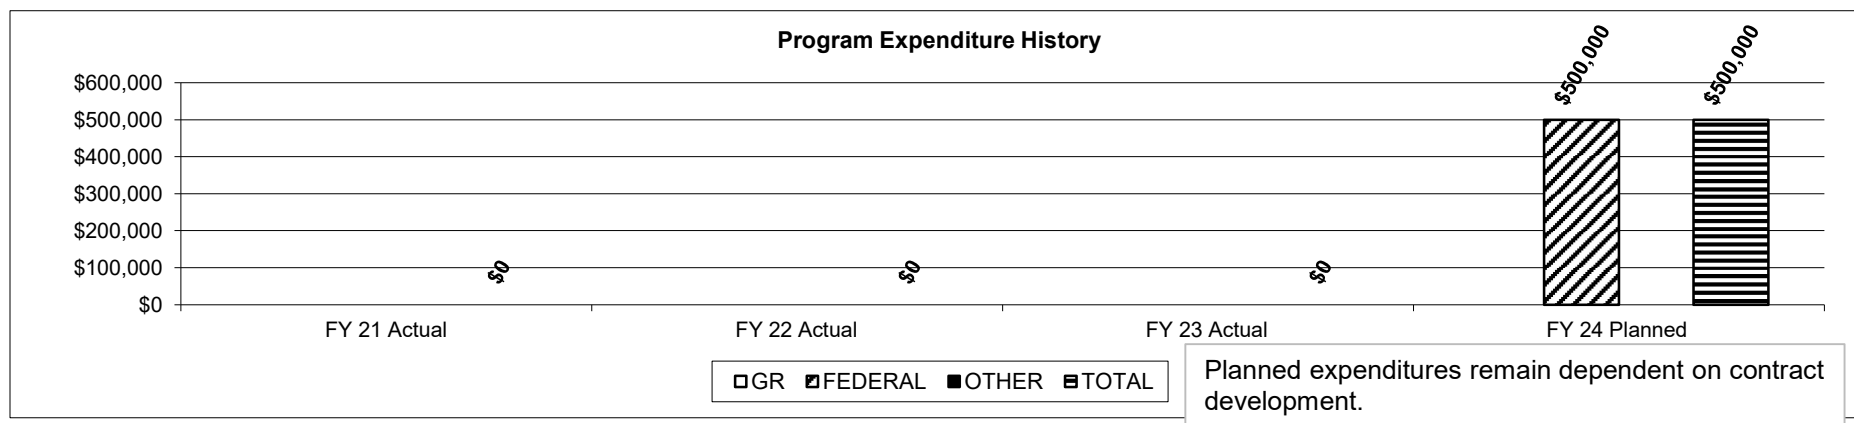 Program Expenditure History
$600,000
$500,000
$400,000
$300,000
$200,000
$100,000
$0
$0
$0
$0
$500,000
$500,000
FY 21 Actual
FY 22 Actual
FY 23 Actual
FY 24 Planned
GR FEDERAL OTHER TOTAL
Planned expenditures remain dependent on contract
development.